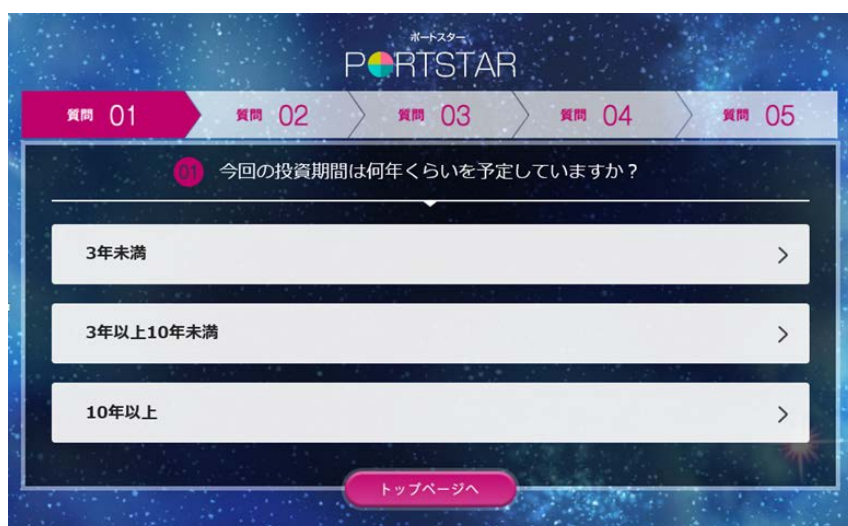 ポートスター
PORTSTAR
質問 01
質問 02
質問 03
質問 04
質問 05
01 今回の投資期間は何年くらいを予定していますか？
3年未満
3年以上10年未満
10年以上
トップページへ